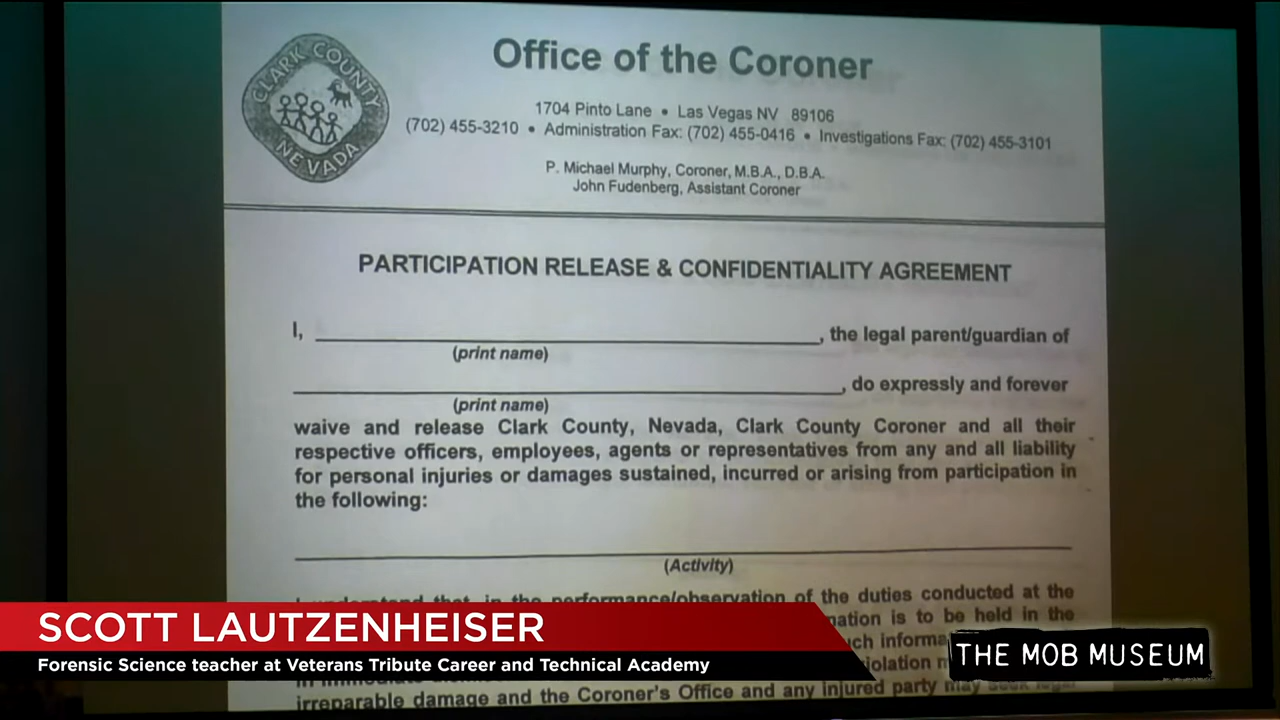 CLARK COUNTY
NEVADA
Office of the Coroner
1704 Pinto Lane • Las Vegas NV 89106
(702) 455-3210 • Administration Fax: (702) 455-0416 • Investigations Fax: (702) 455-3101
P. Michael Murphy, Coroner, M.B.A., D.B.A.
John Fudenberg, Assistant Coroner
PARTICIPATION RELEASE & CONFIDENTIALITY AGREEMENT
I, , the legal parent/guardian of
(print name)
, do expressly and forever
(print name)
waive and release Clark County, Nevada, Clark County Coroner and all their
respective officers, employees, agents or representatives from any and all liability
for personal injuries or damages sustained, incurred or arising from participation in
the following:
(Activity)
I understand that, in the performance/observation of the duties conducted at the
is to be held in the
SCOTT LAUTZENHEISER
Forensic Science teacher at Veterans Tribute Career and Technical Academy
THE MOB MUSEUM
irreparable damage and the Coroner's Office and any injured party may seek legal